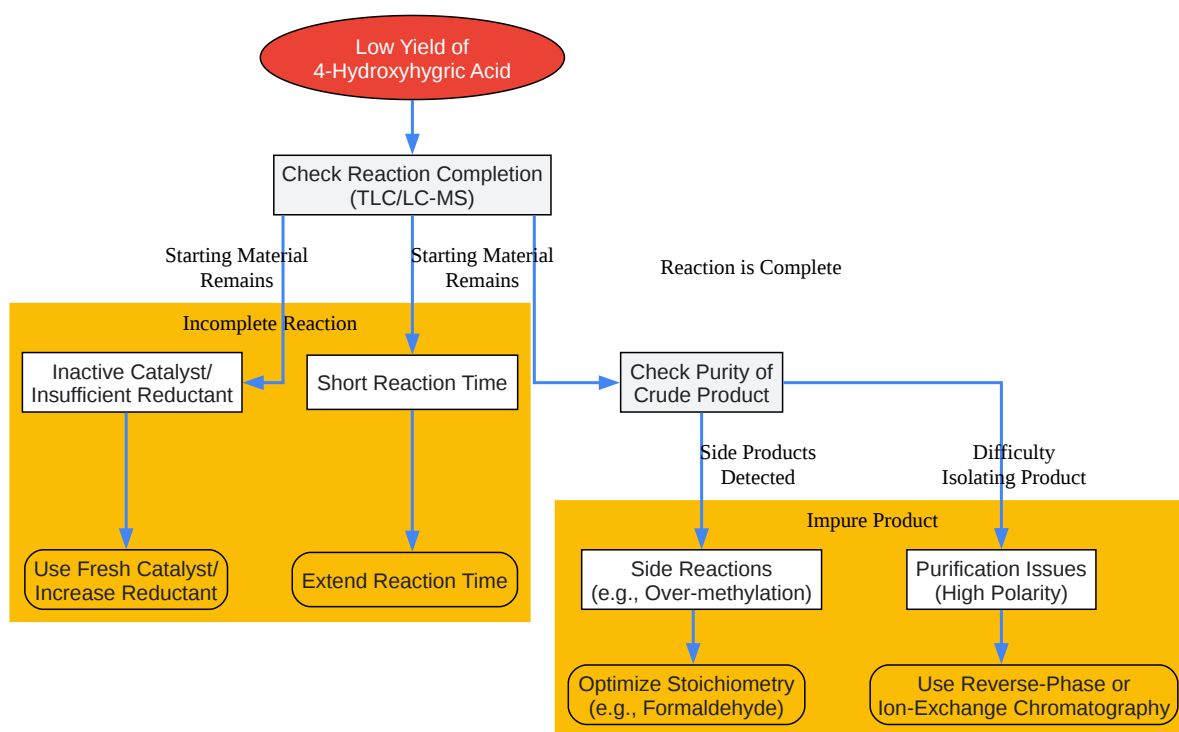 Low Yield of
4-Hydroxyhygric Acid
Check Reaction Completion
(TLC/LC-MS)
Starting Material
Remains
Starting Material
Remains
Reaction is Complete
Incomplete Reaction
Inactive Catalyst/
Insufficient Reductant
Short Reaction Time
Check Purity of
Crude Product
Side Products
Detected
Difficulty
Isolating Product
Impure Product
Use Fresh Catalyst/
Increase Reductant
Extend Reaction Time
Side Reactions
(e.g., Over-methylation)
Purification Issues
(High Polarity)
Optimize Stoichiometry
(e.g., Formaldehyde)
Use Reverse-Phase or
Ion-Exchange Chromatography